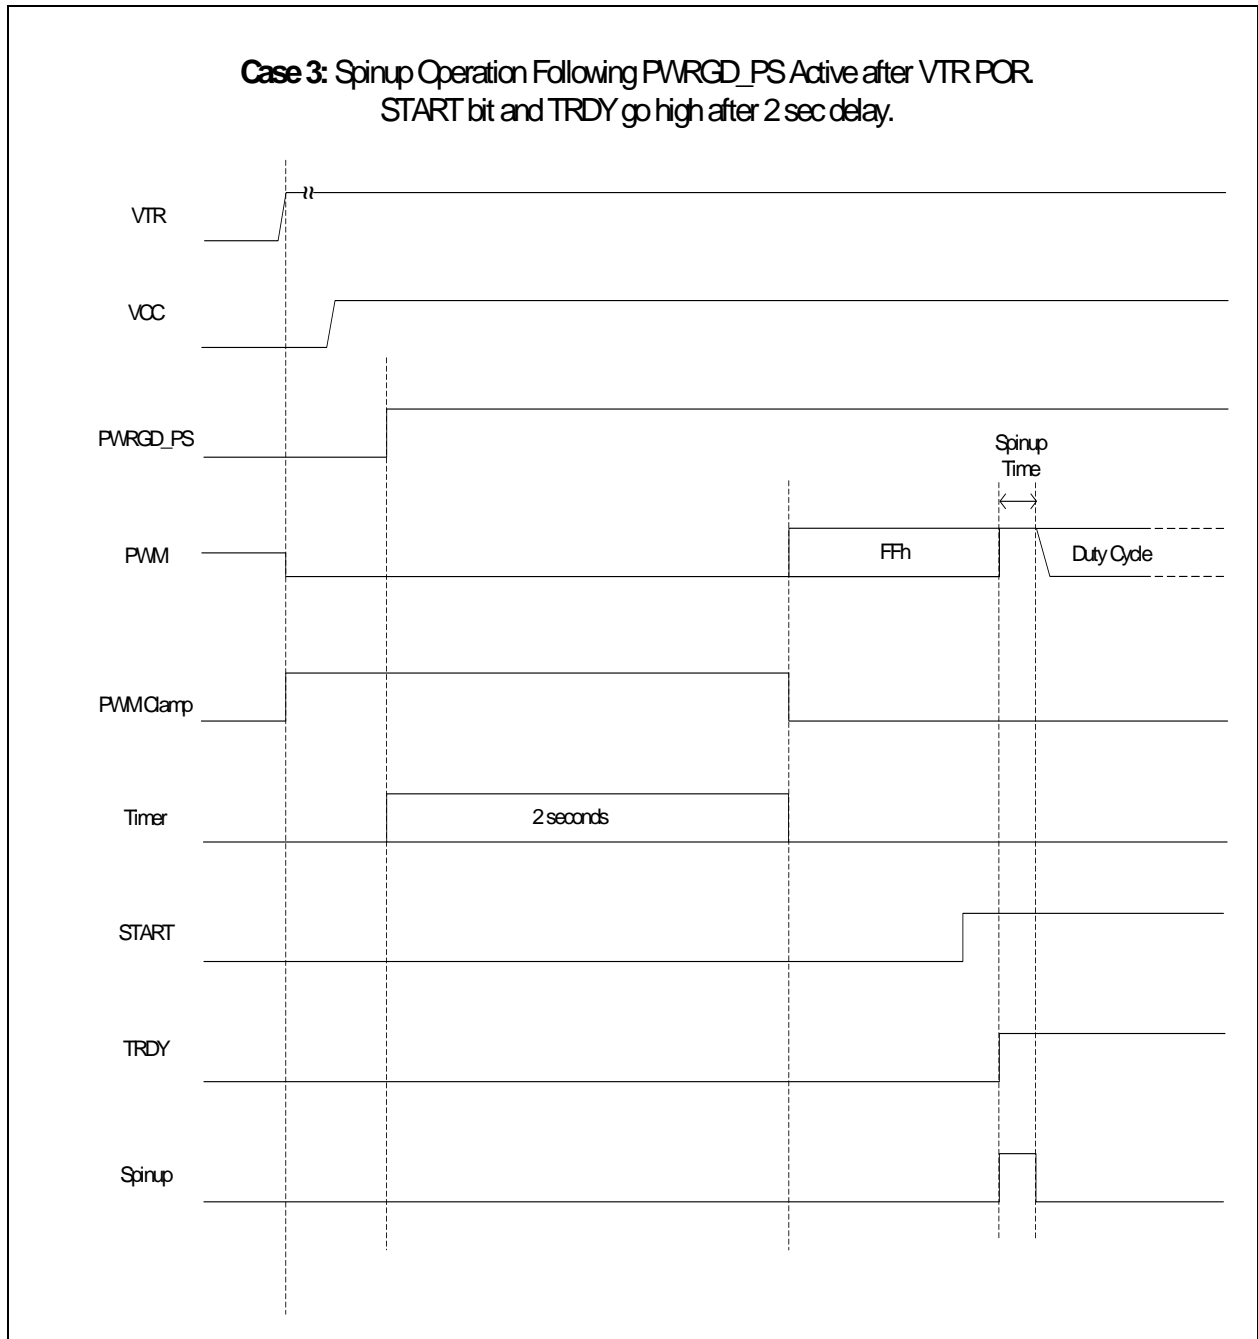 Case 3: Spinup Operation Following PWRGD_PS Active after VTR POR.
START bit and TRDY go high after 2 sec delay.
VTR
VCC
PWRGD_PS
Spinup
Time
PWM
FFh
Duty Cycle
PWM Clamp
Timer
2 seconds
START
TRDY
Spinup